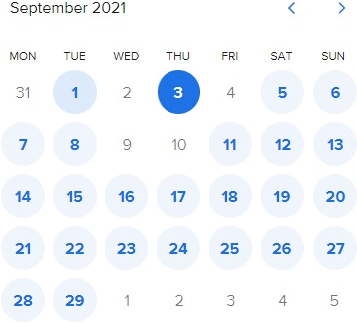 September 2021
MON TUE WED THU FRI SAT SUN
31 1 2 3 4 5 6
7 8 9 10 11 12 13
14 15 16 17 18 19 20
21 22 23 24 25 26 27
28 29 1 2 3 4 5